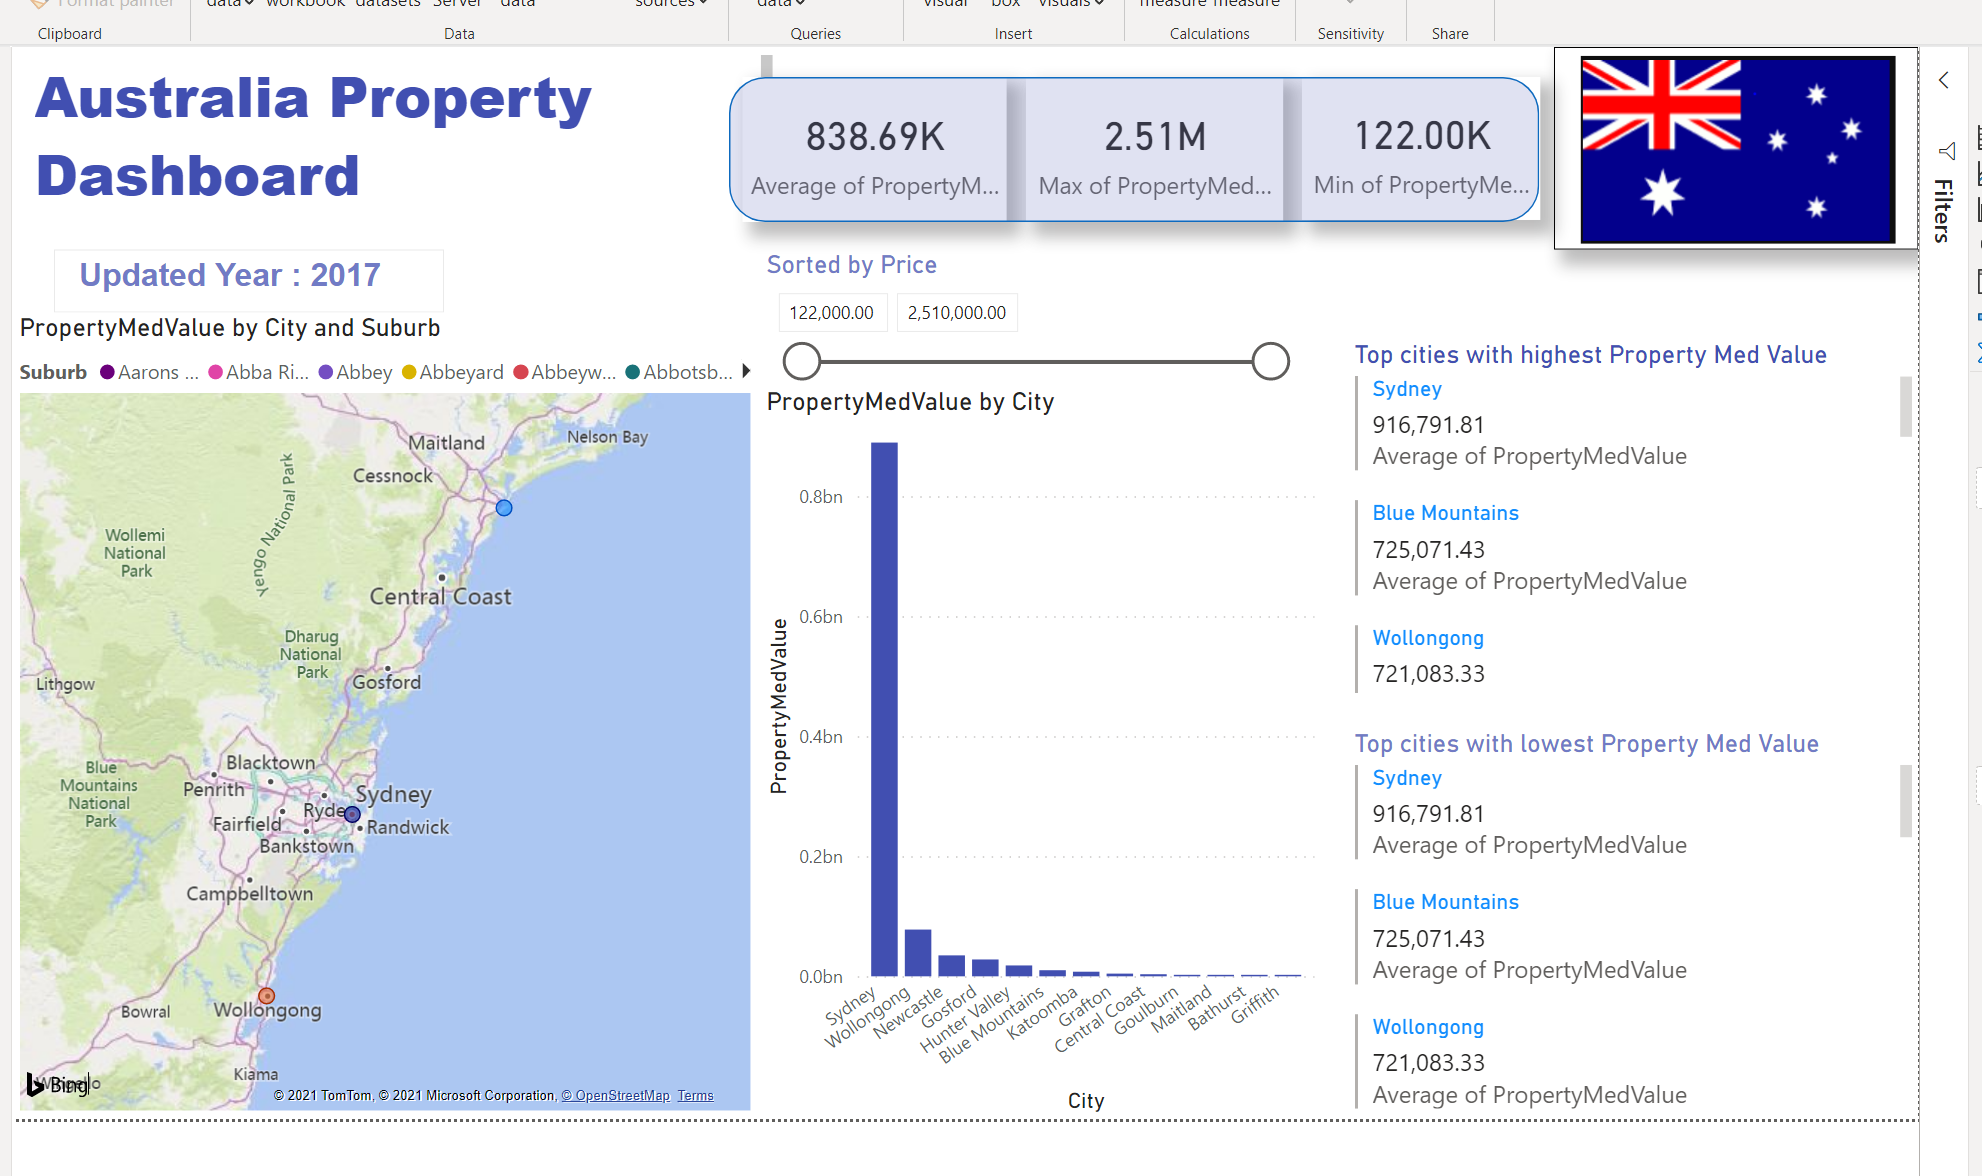 Format painter
data
workbook
datasets
Server
data
sources
data
visual
box
visuals
measure
measure
Clipboard
Data
Queries
Insert
Calculations
Sensitivity
Share
Australia Property
Dashboard
838.69K
Average of PropertyM...
2.51M
Max of PropertyMed...
122.00K
Min of PropertyMe...
Filters
Updated Year : 2017
Sorted by Price
122,000.00
2,510,000.00
PropertyMedValue by City and Suburb
Suburb
Aarons ...
Abba Ri...
Abbey
Abbeyard
Abbeyw...
Abbotsb...
Maitland
Nelson Bay
Cessnock
Yengo National Park
Wollemi
National
Park
Central Coast
Dharug
National
Park
Gosford
Lithgow
Blacktown
Blue
Mountains
National
Park
Penrith
Sydney
Ryde
Fairfield
Randwick
Bankstown
Campbelltown
Bowral
Wollongong
Kiama
Bing
© 2021 TomTom, © 2021 Microsoft Corporation, © OpenStreetMap Terms
PropertyMedValue by City
PropertyMedValue
0.8bn
0.6bn
0.4bn
0.2bn
0.0bn
Sydney
Wollongong
Newcastle
Gosford
Hunter Valley
Blue Mountains
Katoomba
Grafton
Central Coast
Goulburn
Maitland
Bathurst
Griffith
City
Top cities with highest Property Med Value
Sydney
916,791.81
Average of PropertyMedValue
Blue Mountains
725,071.43
Average of PropertyMedValue
Wollongong
721,083.33
Top cities with lowest Property Med Value
Sydney
916,791.81
Average of PropertyMedValue
Blue Mountains
725,071.43
Average of PropertyMedValue
Wollongong
721,083.33
Average of PropertyMedValue